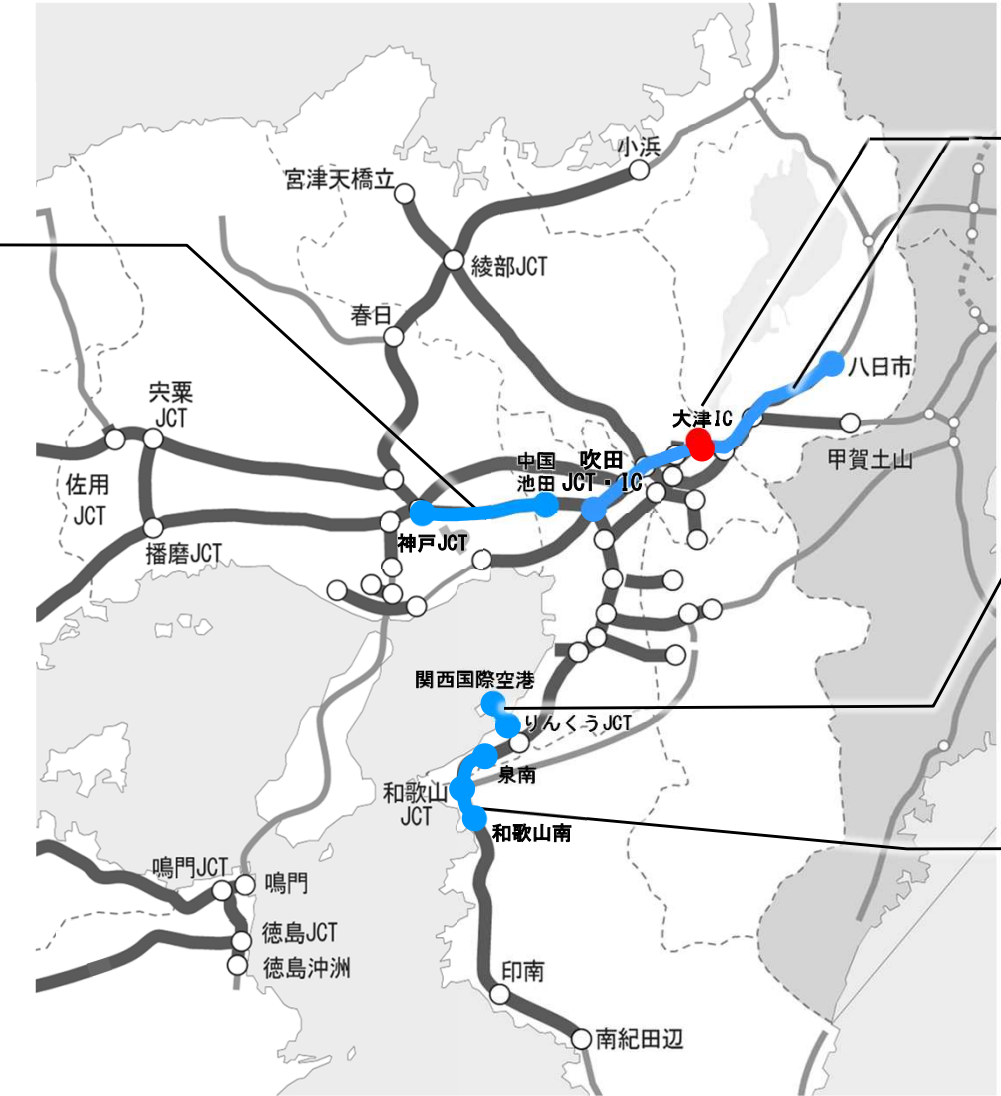 小浜
宮津天橋立
綾部JCT
春日
八日市
宍粟
JCT
大津IC
甲賀土山
佐用
JCT
中国
池田
吹田
JCT・IC
播磨JCT
神戸JCT
関西国際空港
りんくうJCT
泉南
和歌山
JCT
和歌山南
鳴門JCT
鳴門
徳島JCT
徳島沖洲
印南
南紀田辺